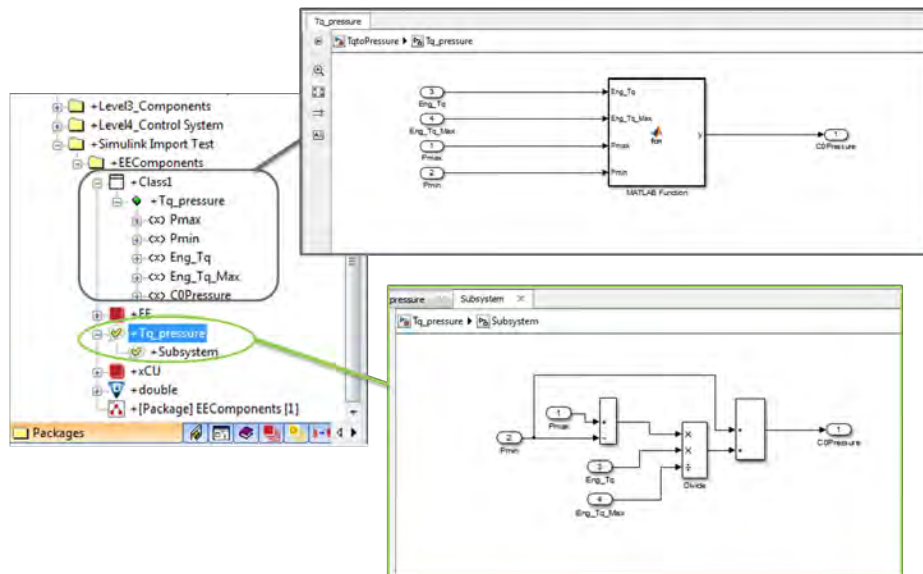 Tq_pressure
TqtoPressure Tq_pressure
3
Eng_Tq
4
Eng_Tq_Max
1
Pmax
2
Pmin
Eng_Tq
Eng_Tq_Max
Pmax
Pmin
fcn
y
MATLAB Function
1
C0Pressure
+Level3_Components
+Level4_Control System
+Simulink Import Test
+EEComponents
+Class1
+Tq_pressure
(x) Pmax
(x) Pmin
(x) Eng_Tq
(x) Eng_Tq_Max
(x) C0Pressure
+EE
+Tq_pressure
+Subsystem
+xCU
+double
+[Package] EEComponents [1]
Packages
pressure Subsystem ×
Tq_pressure Subsystem
1
Pmax
2
Pmin
3
Eng_Tq
4
Eng_Tq_Max
+
−
×
×
÷
Divide
+
+
1
C0Pressure